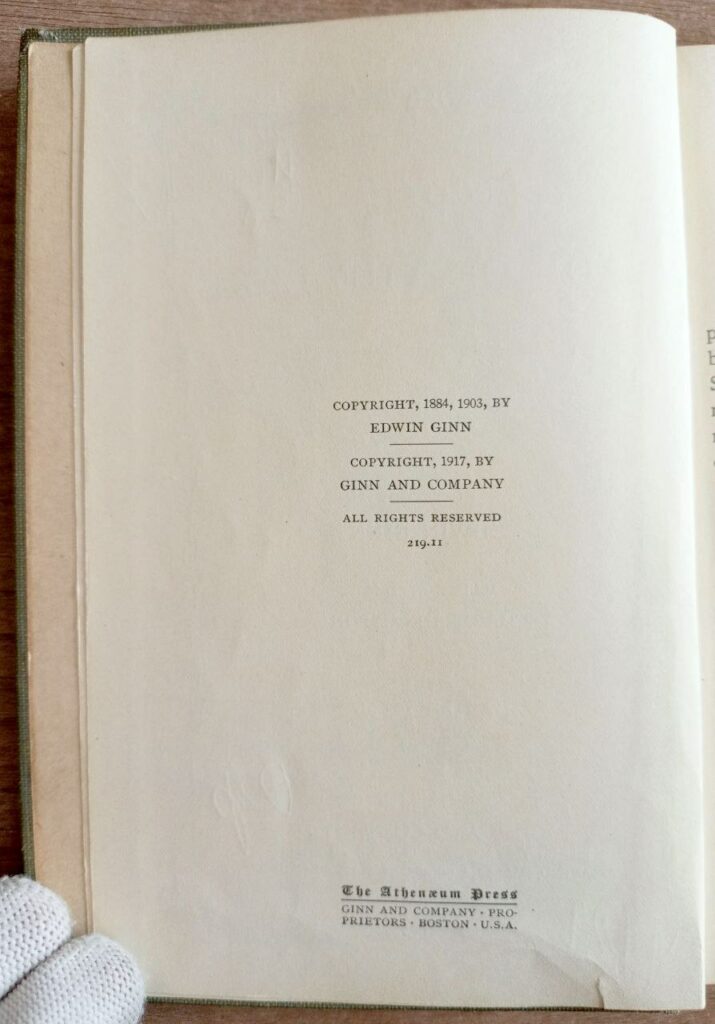 COPYRIGHT, 1884, 1903, BY
EDWIN GINN
COPYRIGHT, 1917, BY
GINN AND COMPANY
ALL RIGHTS RESERVED
219.11
The Athenæum Press
GINN AND COMPANY · PRO-
PRIETORS · BOSTON · U.S.A.